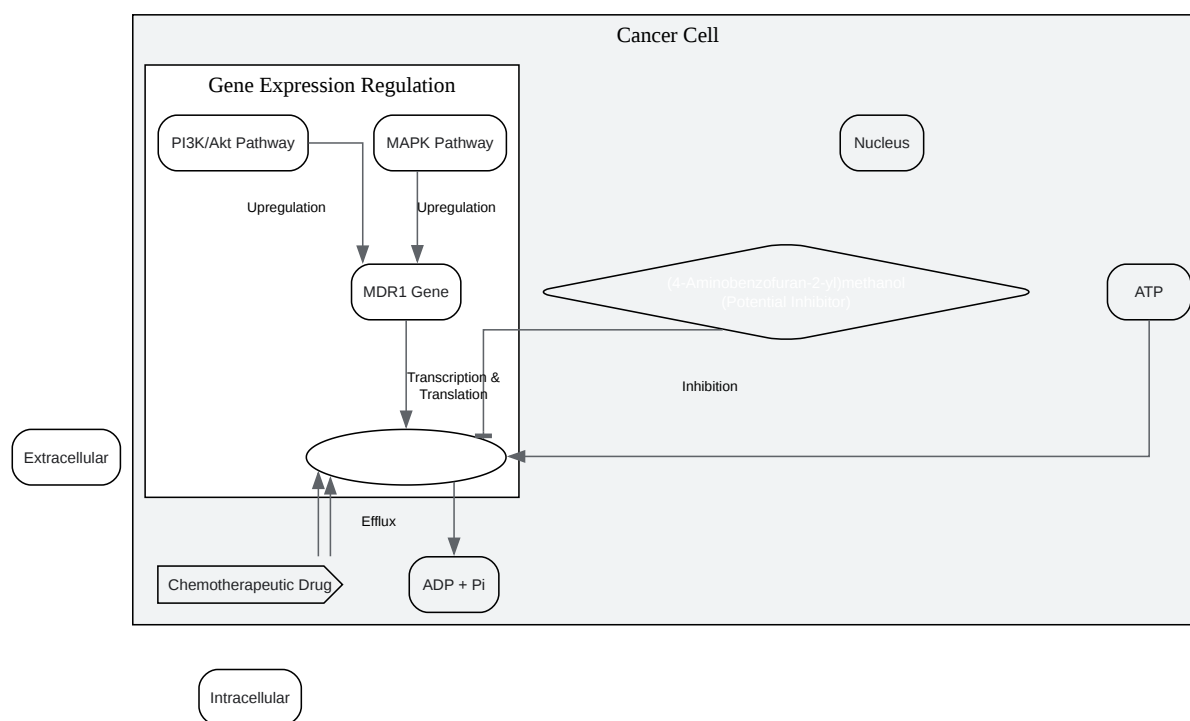 Cancer Cell
Gene Expression Regulation
PI3K/Akt Pathway
MAPK Pathway
Nucleus
Upregulation
Upregulation
MDR1 Gene
(4-Aminobenzofuran-2-yl)methanol
(Potential Inhibitor)
ATP
Transcription &
Translation
Inhibition
Extracellular
Efflux
Chemotherapeutic Drug
ADP + Pi
Intracellular